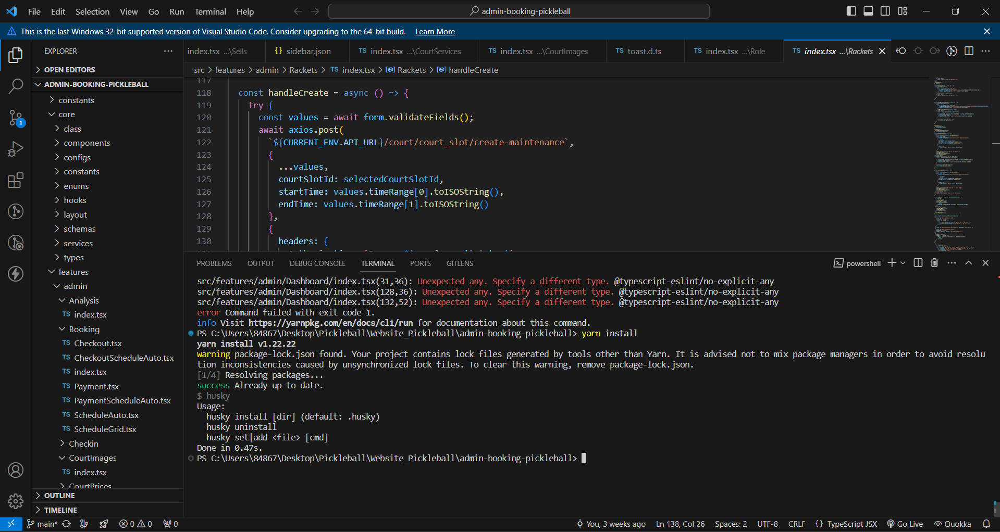 File Edit Selection View Go Run Terminal Help
admin-booking-pickleball
This is the last Windows 32-bit supported version of Visual Studio Code. Consider upgrading to the 64-bit build. Learn More
EXPLORER
index.tsx ...\Sells
{} sidebar.json
TS index.tsx ...\CourtServices
TS index.tsx ...\CourtImages
TS toast.d.ts
TS index.tsx ...\Role
TS index.tsx ...\Rackets
OPEN EDITORS
ADMIN-BOOKING-PICKLEBALL
constants
core
class
components
configs
constants
enums
hooks
layout
schemas
services
types
features
admin
Analysis
TS index.tsx
Booking
TS Checkout.tsx
TS CheckoutScheduleAuto.tsx
TS index.tsx
TS Payment.tsx
TS PaymentScheduleAuto.tsx
TS ScheduleAuto.tsx
TS ScheduleGrid.tsx
Checkin
CourtImages
TS index.tsx
CourtPrices
OUTLINE
TIMELINE
1
src > features > admin > Rackets > TS index.tsx > Rackets > handleCreate
117
118 const handleCreate = async () => {
119 try {
120 const values = await form.validateFields();
121 await axios.post(
122 `${CURRENT_ENV.API_URL}/court/court_slot/create-maintenance`,
123 {
124 ...values,
125 courtSlotId: selectedCourtSlotId,
126 startTime: values.timeRange[0].toISOString(),
127 endTime: values.timeRange[1].toISOString()
128 },
129 {
130 headers: {
PROBLEMS OUTPUT DEBUG CONSOLE TERMINAL PORTS GITLENS
powershell
src/features/admin/Dashboard/index.tsx(31,36): Unexpected any. Specify a different type. @typescript-eslint/no-explicit-any
src/features/admin/Dashboard/index.tsx(128,36): Unexpected any. Specify a different type. @typescript-eslint/no-explicit-any
src/features/admin/Dashboard/index.tsx(132,52): Unexpected any. Specify a different type. @typescript-eslint/no-explicit-any
error Command failed with exit code 1.
info Visit https://yarnpkg.com/en/docs/cli/run for documentation about this command.
PS C:\Users\84867\Desktop\Pickleball\Website_Pickleball\admin-booking-pickleball> yarn install
yarn install v1.22.22
warning package-lock.json found. Your project contains lock files generated by tools other than Yarn. It is advised not to mix package managers in order to avoid resolu
tion inconsistencies caused by unsynchronized lock files. To clear this warning, remove package-lock.json.
[1/4] Resolving packages...
success Already up-to-date.
$ husky
Usage:
husky install [dir] (default: .husky)
husky uninstall
husky set|add <file> [cmd]
Done in 0.47s.
PS C:\Users\84867\Desktop\Pickleball\Website_Pickleball\admin-booking-pickleball>
main* 0 0 0 You, 3 weeks ago Ln 138, Col 26 Spaces: 2 UTF-8 CRLF {} TypeScript JSX Go Live Quokka